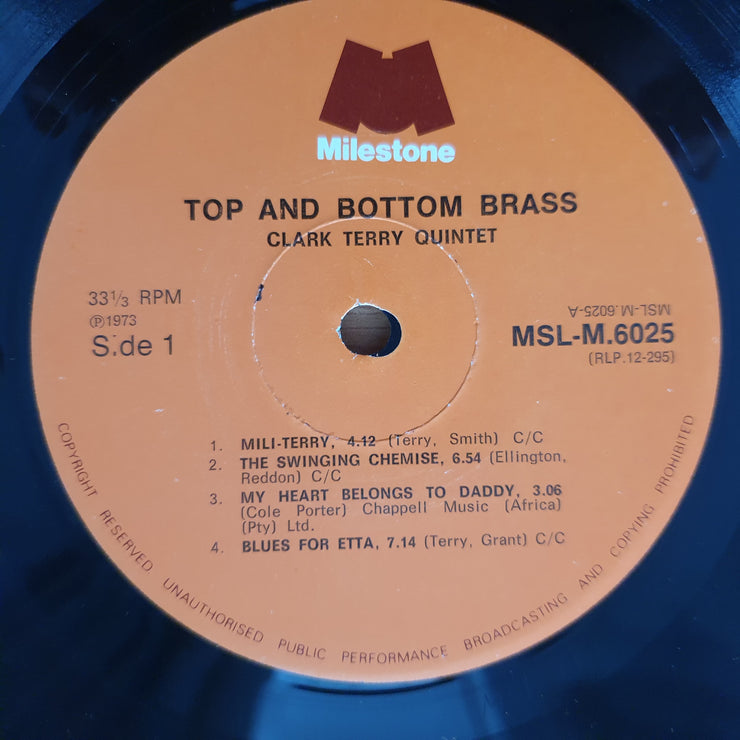 Milestone
TOP AND BOTTOM BRASS
CLARK TERRY QUINTET
33⅓ RPM
Ⓟ1973
Side 1
MSL-M.6025-A
MSL-M.6025
(RLP.12-295)
1. MILI-TERRY, 4.12 (Terry, Smith) C/C
2. THE SWINGING CHEMISE, 6.54 (Ellington,
Reddon) C/C
3. MY HEART BELONGS TO DADDY, 3.06
(Cole Porter) Chappell Music (Africa)
(Pty) Ltd.
4. BLUES FOR ETTA, 7.14 (Terry, Grant) C/C
COPYRIGHT RESERVED. UNAUTHORISED PUBLIC PERFORMANCE BROADCASTING AND COPYING PROHIBITED